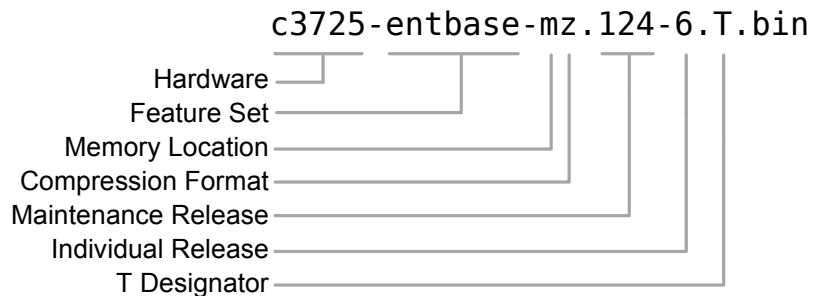 c3725-entbase-mz.124-6.T.bin
Hardware
Feature Set
Memory Location
Compression Format
Maintenance Release
Individual Release
T Designator